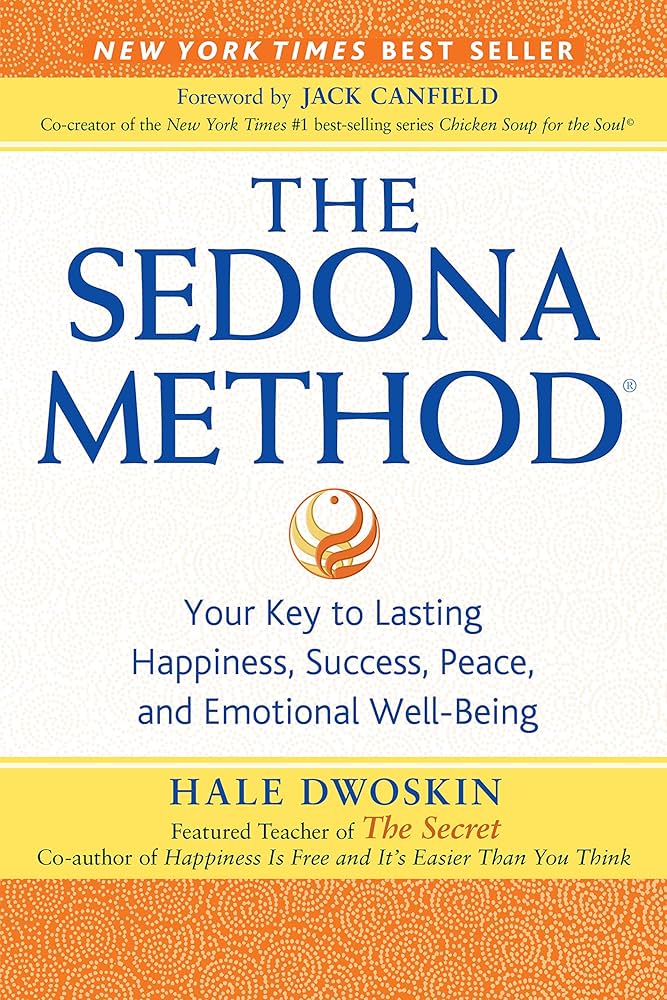 NEW YORK TIMES BEST SELLER
Foreword by JACK CANFIELD
Co-creator of the New York Times #1 best-selling series Chicken Soup for the Soul©
THE
SEDONA
METHOD®
Your Key to Lasting
Happiness, Success, Peace,
and Emotional Well-Being
HALE DWOSKIN
Featured Teacher of The Secret
Co-author of Happiness Is Free and It's Easier Than You Think